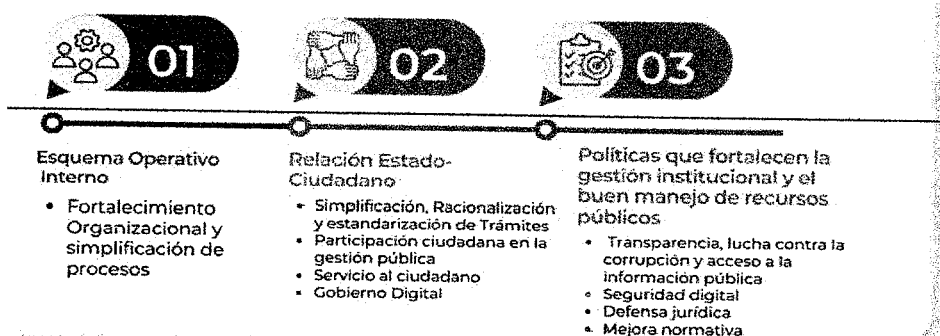 01
Esquema Operativo
Interno
• Fortalecimiento
Organizacional y
simplificación de
procesos
02
Relación Estado-
Ciudadano
• Simplificación, Racionalización
y estandarización de Trámites
• Participación ciudadana en la
gestión pública
• Servicio al ciudadano
• Gobierno Digital
03
Políticas que fortalecen la
gestión institucional y el
buen manejo de recursos
públicos
• Transparencia, lucha contra la
corrupción y acceso a la
información pública
• Seguridad digital
• Defensa jurídica
• Mejora normativa